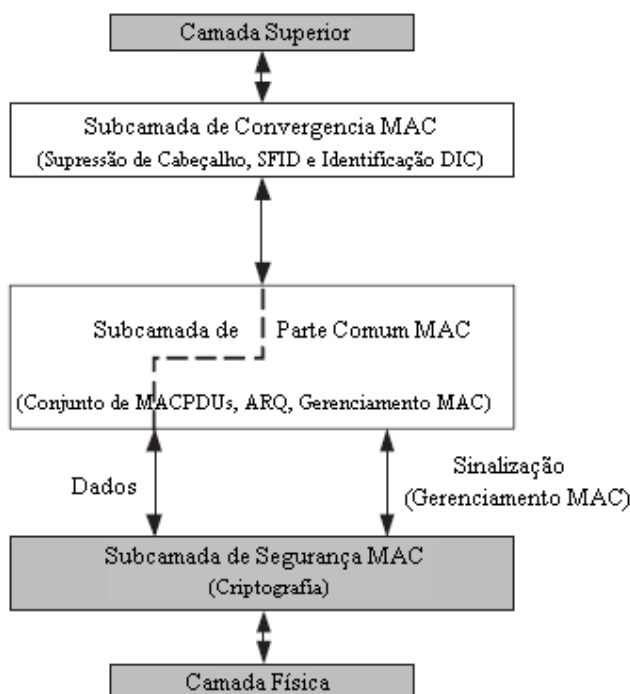 Camada Superior
Subcamada de Convergencia MAC
(Supressão de Cabeçalho, SFID e Identificação DIC)
Subcamada de Parte Comum MAC
(Conjunto de MACPDUs, ARQ, Gerenciamento MAC)
Dados
Sinalização
(Gerenciamento MAC)
Subcamada de Segurança MAC
(Criptografia)
Camada Física